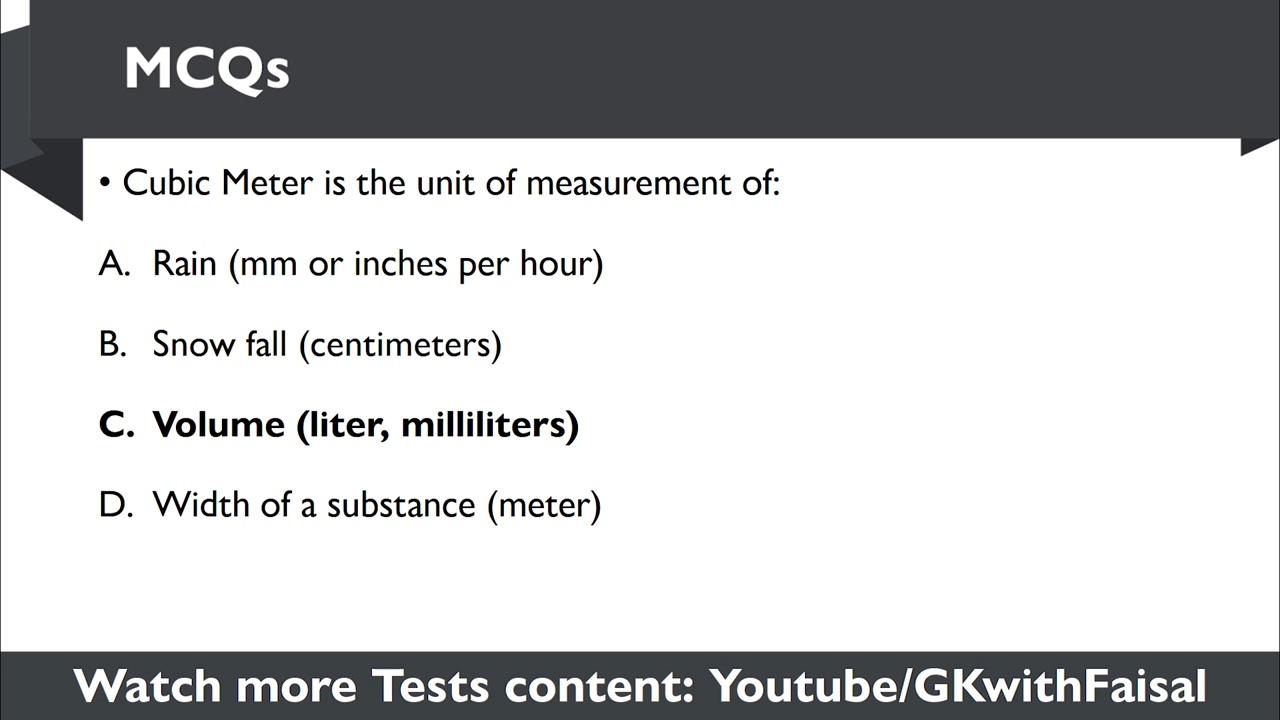 MCQs
• Cubic Meter is the unit of measurement of:
A. Rain (mm or inches per hour)
B. Snow fall (centimeters)
C. Volume (liter, milliliters)
D. Width of a substance (meter)
Watch more Tests content: Youtube/GKwithFaisal